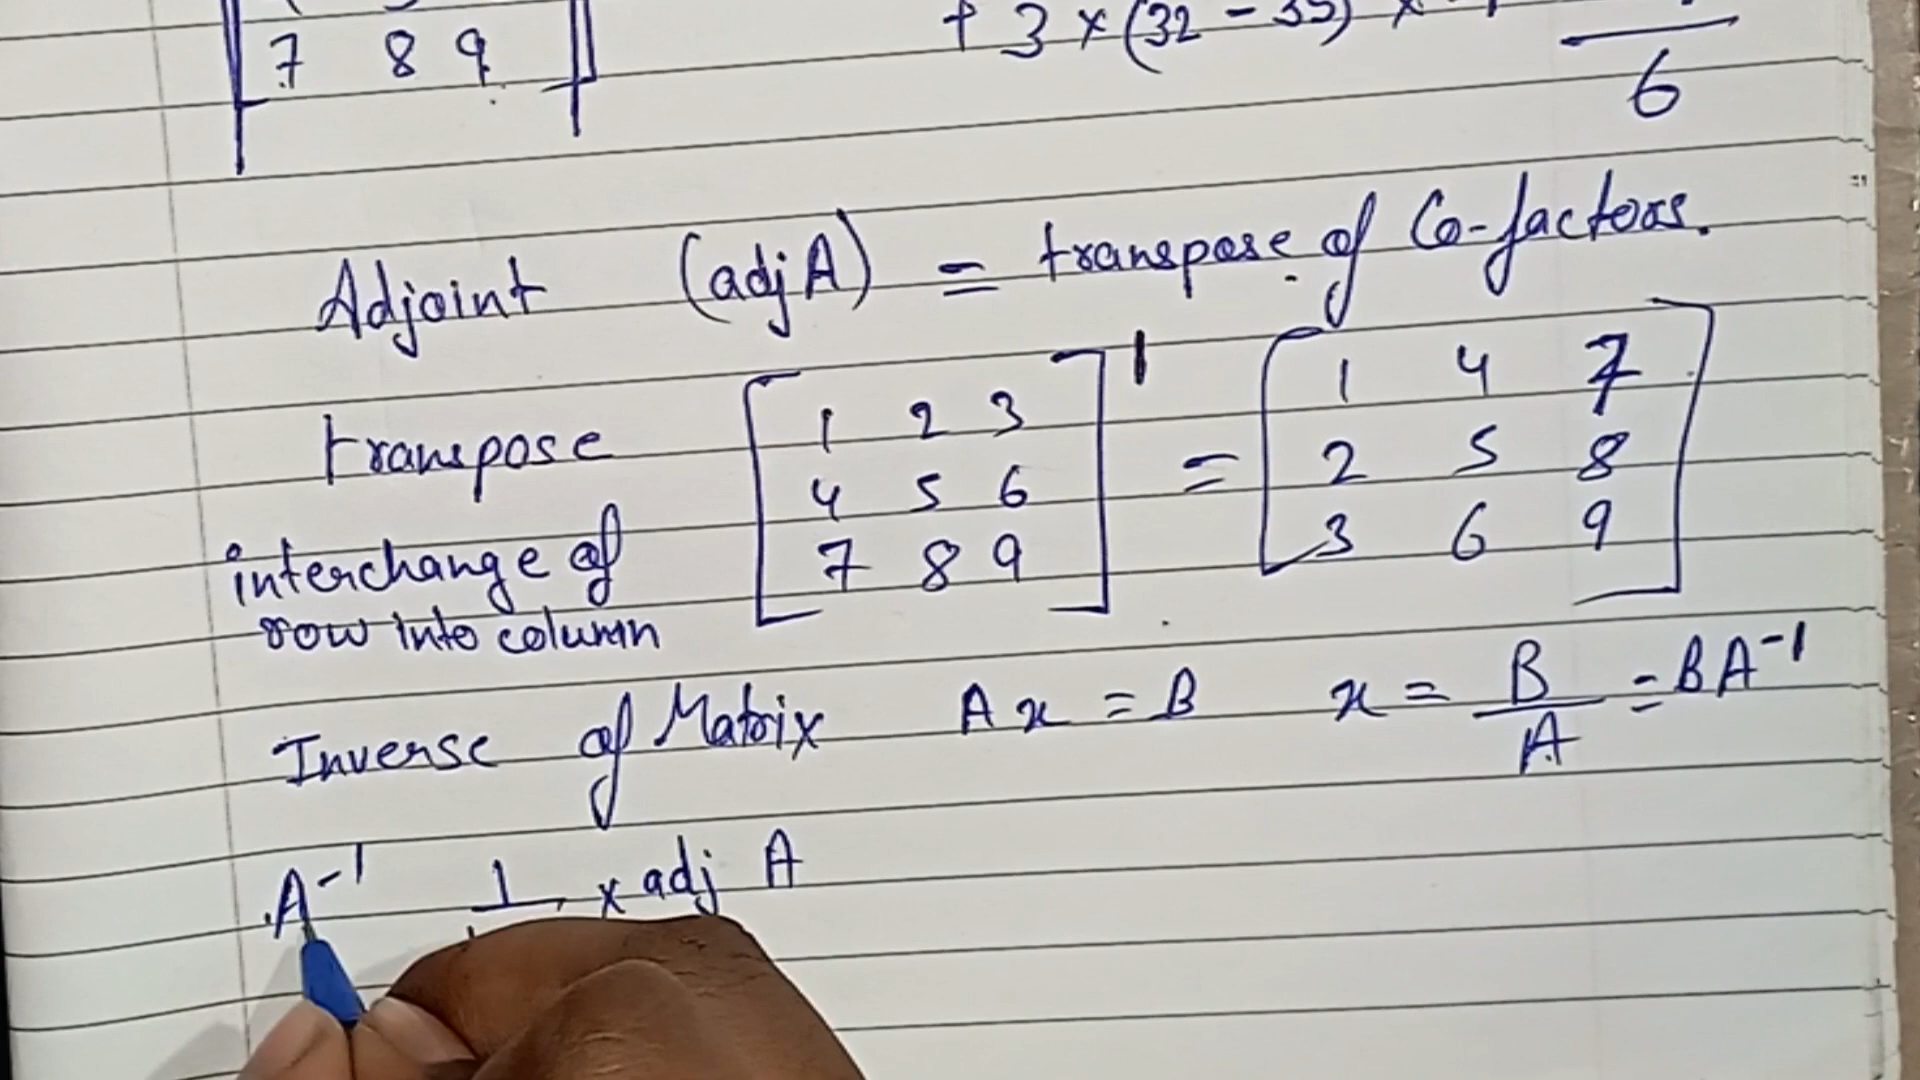 7 8 9
+ 3 × (32 - 35) ×
6
Adjoint (adj A) = transpose of Co-factors.
transpose
interchange of
row into column
1 2 3
4 5 6
7 8 9
'
=
1 4 7
2 5 8
3 6 9
Inverse of Matrix Ax = B x = B/A = BA⁻¹
A⁻¹ 1 × adj A